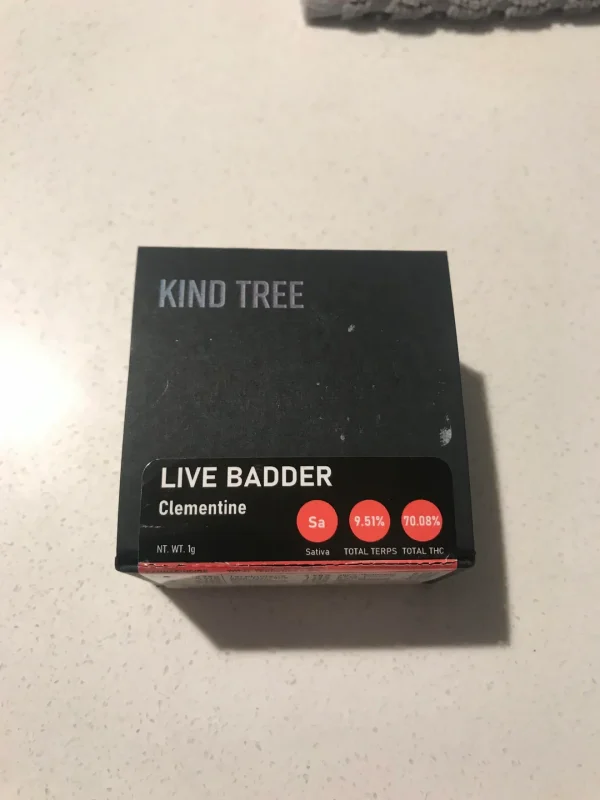 KIND TREE
LIVE BADDER
Clementine
Sa 9.51% 70.08%
NT. WT. 1g Sativa TOTAL TERPS TOTAL THC